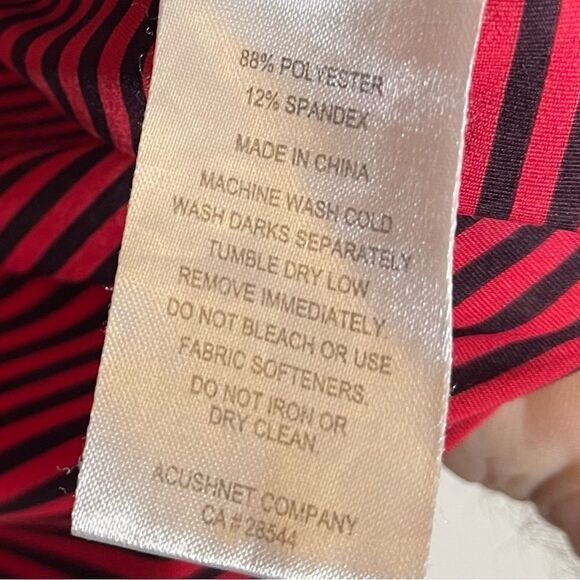 88% POLYESTER
12% SPANDEX
MADE IN CHINA
MACHINE WASH COLD
WASH DARKS SEPARATELY
TUMBLE DRY LOW
REMOVE IMMEDIATELY.
DO NOT BLEACH OR USE
FABRIC SOFTENERS.
DO NOT IRON OR
DRY CLEAN.
ACUSHNET COMPANY
CA # 28544